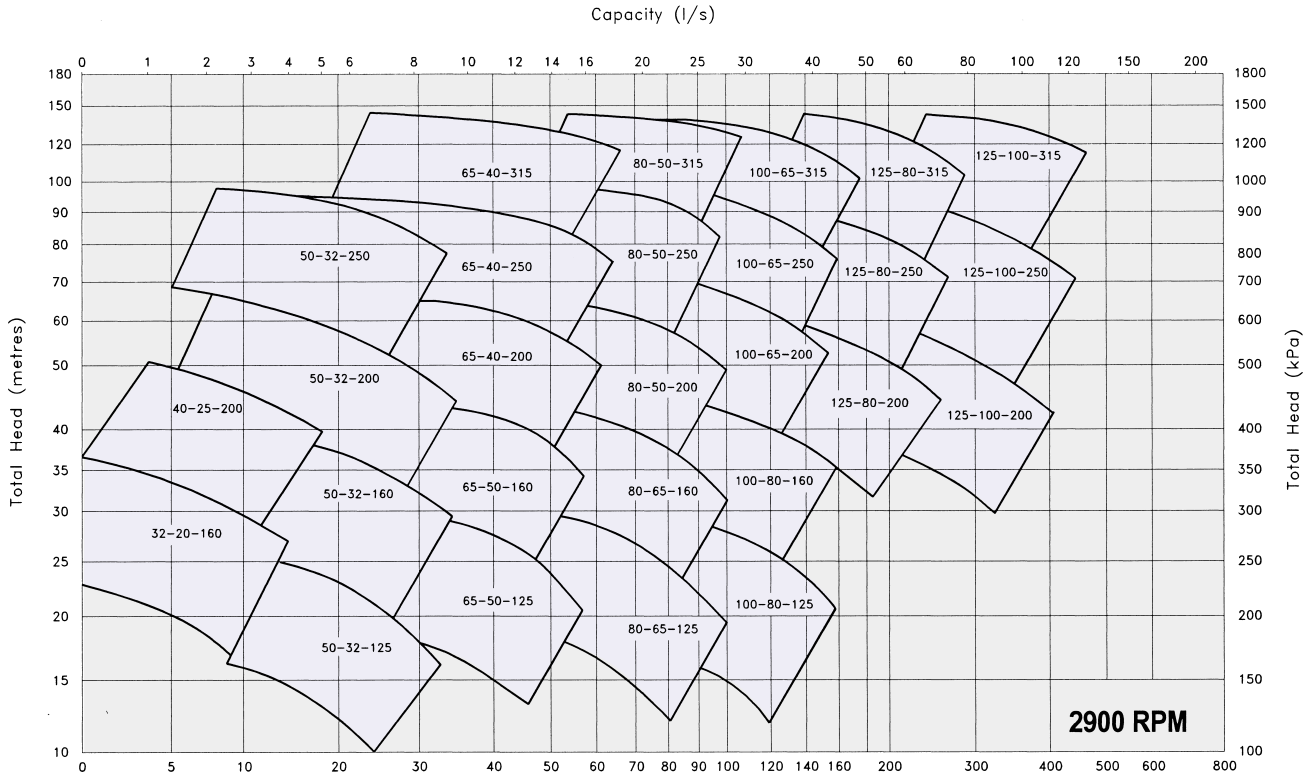 Capacity (l/s)
0 1 2 3 4 5 6 8 10 12 14 16 20 25 30 40 50 60 80 100 120 150 200
180 1800
150 1500
120 1200
100 1000
90 900
80 800
70 700
60 600
50 500
40 400
35 350
30 300
25 250
20 200
15 150
10 100
Total Head (metres)
Total Head (kPa)
125-100-315
80-50-315
65-40-315 100-65-315 125-80-315
50-32-250 80-50-250
65-40-250 100-65-250 125-80-250 125-100-250
65-40-200 100-65-200
50-32-200 80-50-200
40-25-200 125-80-200 125-100-200
50-32-160 65-50-160 80-65-160 100-80-160
32-20-160
65-50-125 100-80-125
50-32-125 80-65-125
2900 RPM
0 5 10 20 30 40 50 60 70 80 90 100 120 140 160 200 300 400 500 600 800